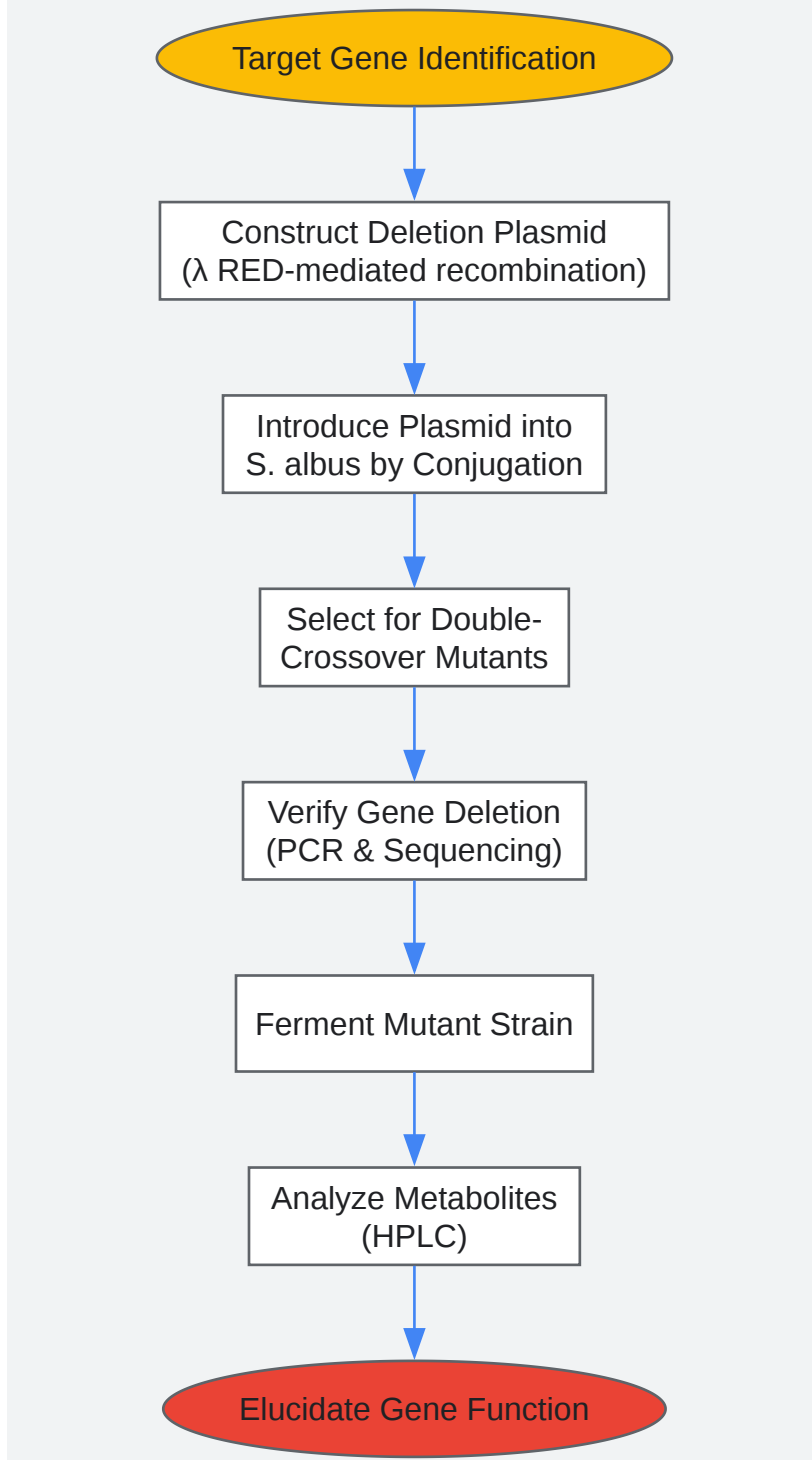 Target Gene Identification
Construct Deletion Plasmid
(λ RED-mediated recombination)
Introduce Plasmid into
S. albus by Conjugation
Select for Double-
Crossover Mutants
Verify Gene Deletion
(PCR & Sequencing)
Ferment Mutant Strain
Analyze Metabolites
(HPLC)
Elucidate Gene Function